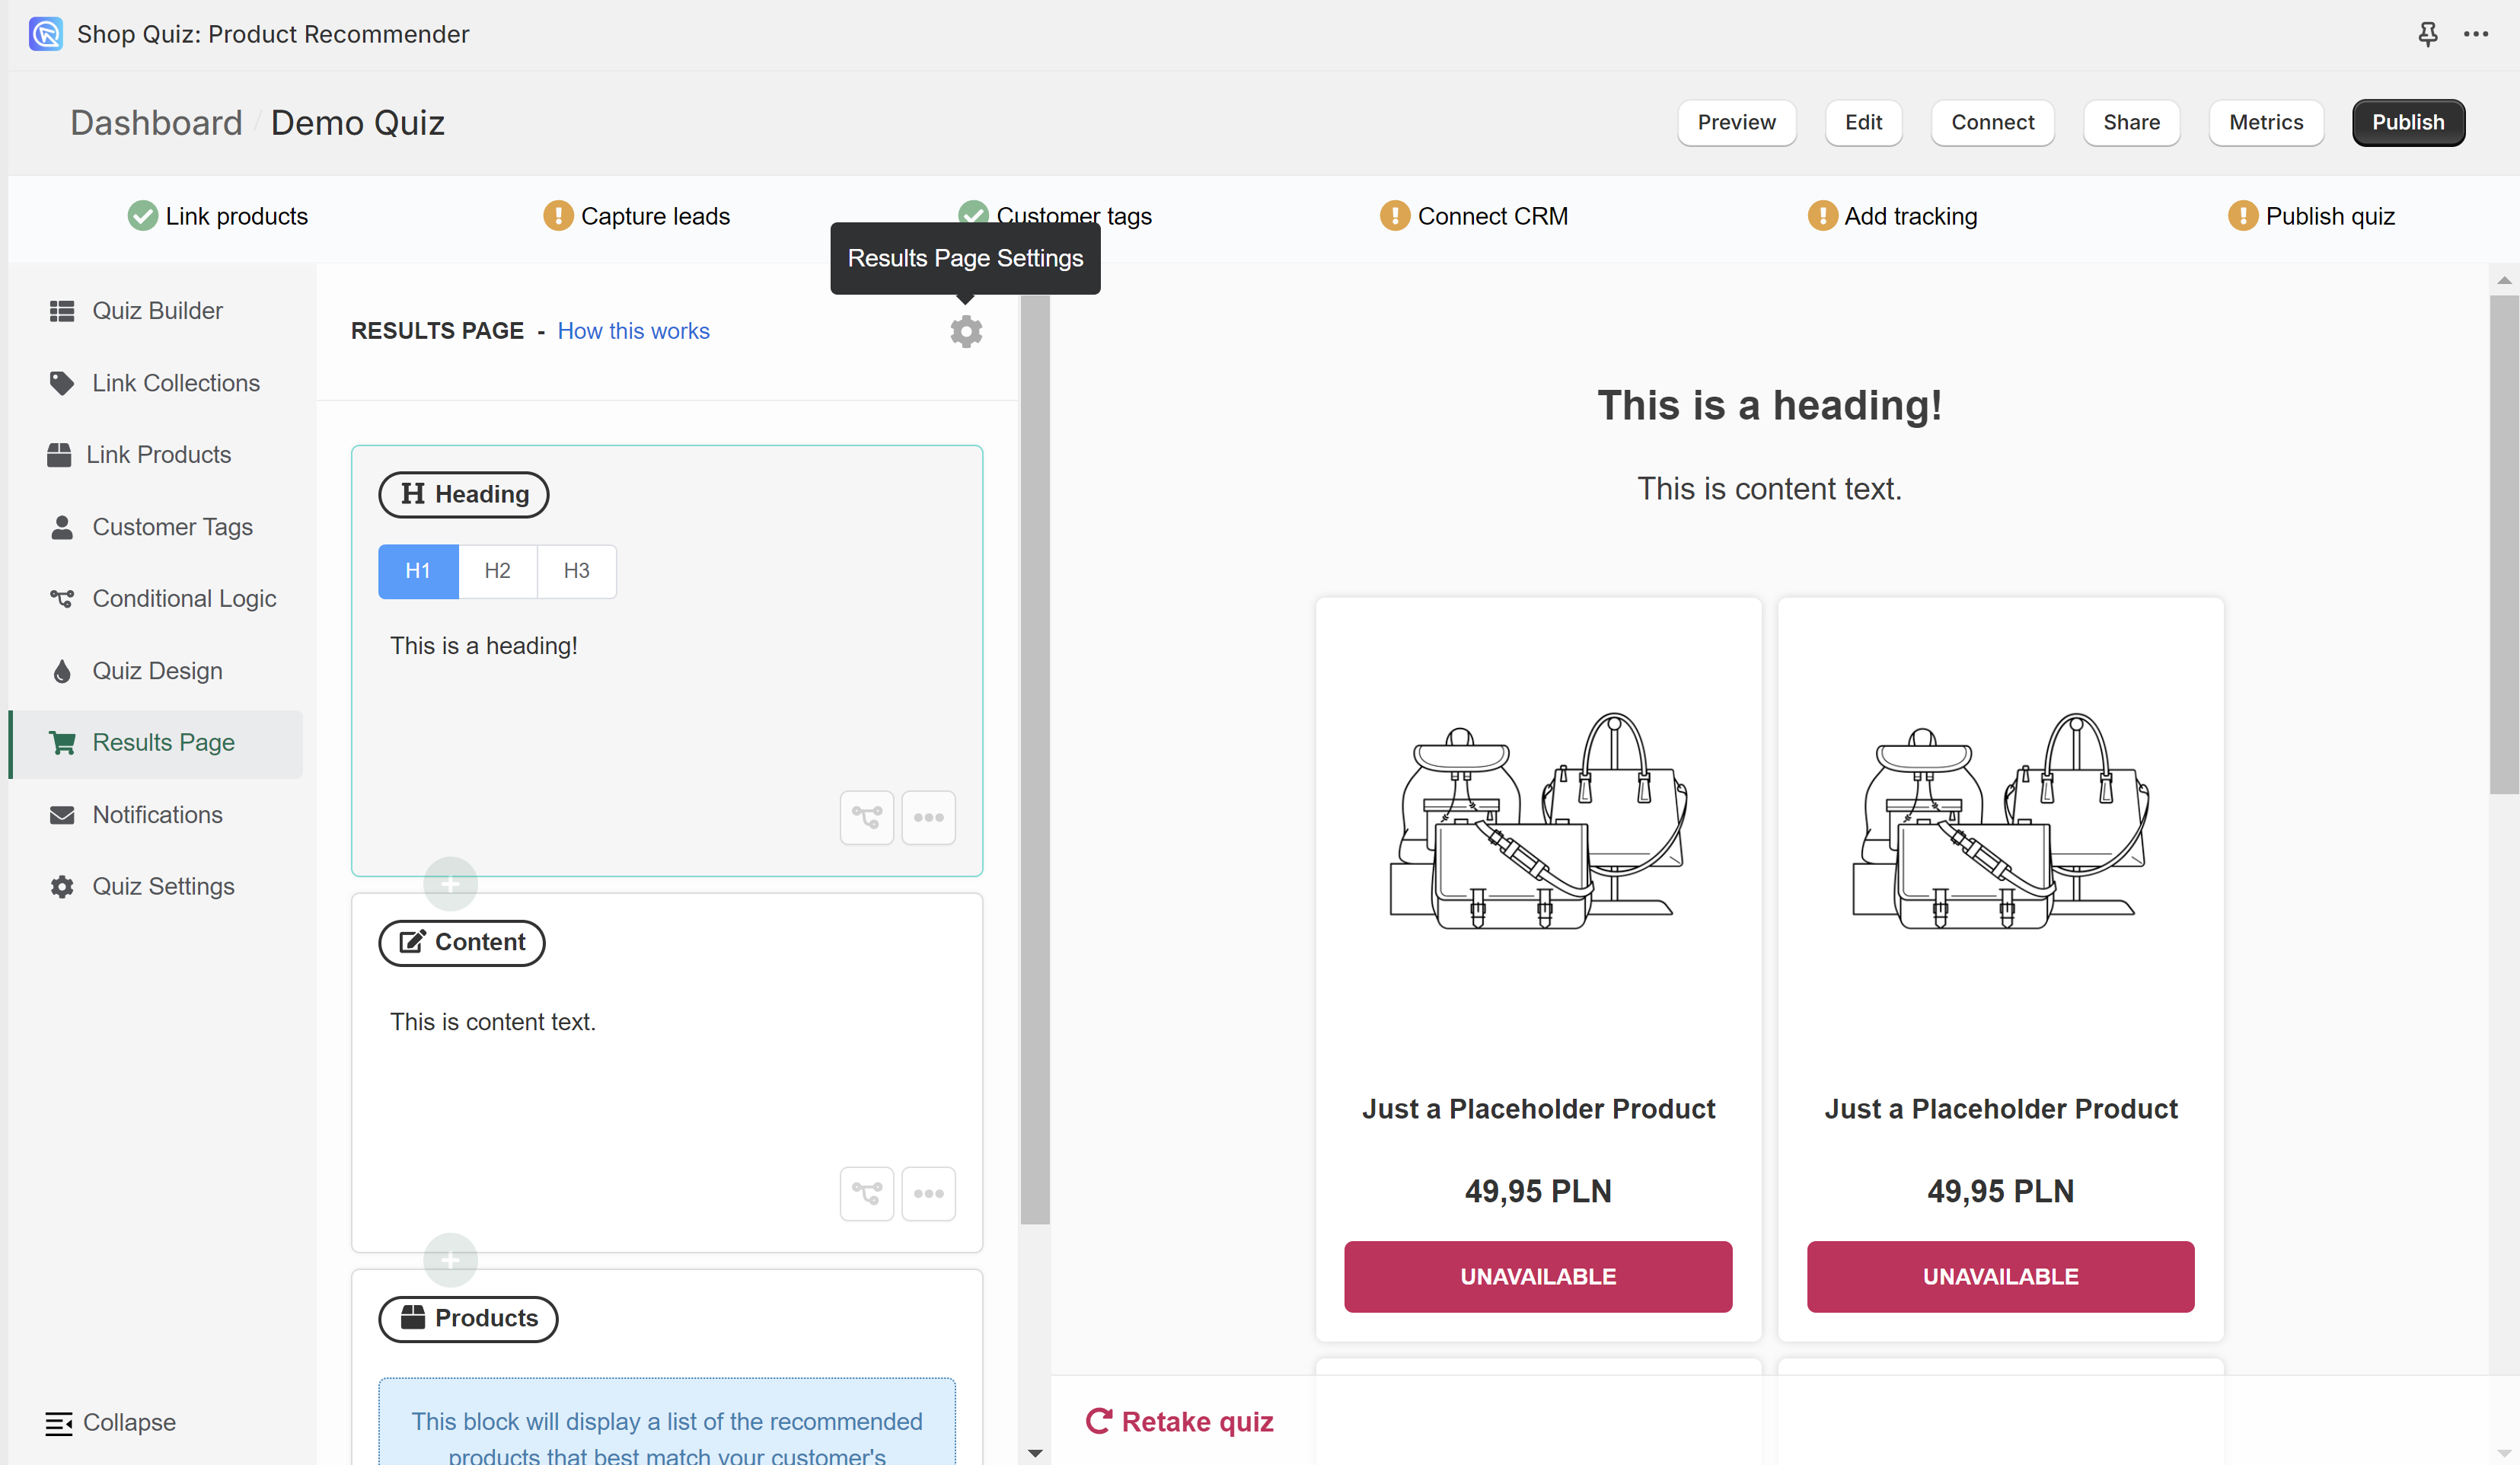 Shop Quiz: Product Recommender
Dashboard / Demo Quiz
Preview
Edit
Connect
Share
Metrics
Publish
Link products
Capture leads
Customer tags
Connect CRM
Add tracking
Publish quiz
Results Page Settings
Quiz Builder
Link Collections
Link Products
Customer Tags
Conditional Logic
Quiz Design
Results Page
Notifications
Quiz Settings
Collapse
RESULTS PAGE - How this works
H Heading
H1 H2 H3
This is a heading!
Content
This is content text.
Products
This block will display a list of the recommended
products that best match your customer's
This is a heading!
This is content text.
Just a Placeholder Product
49,95 PLN
UNAVAILABLE
Just a Placeholder Product
49,95 PLN
UNAVAILABLE
Retake quiz